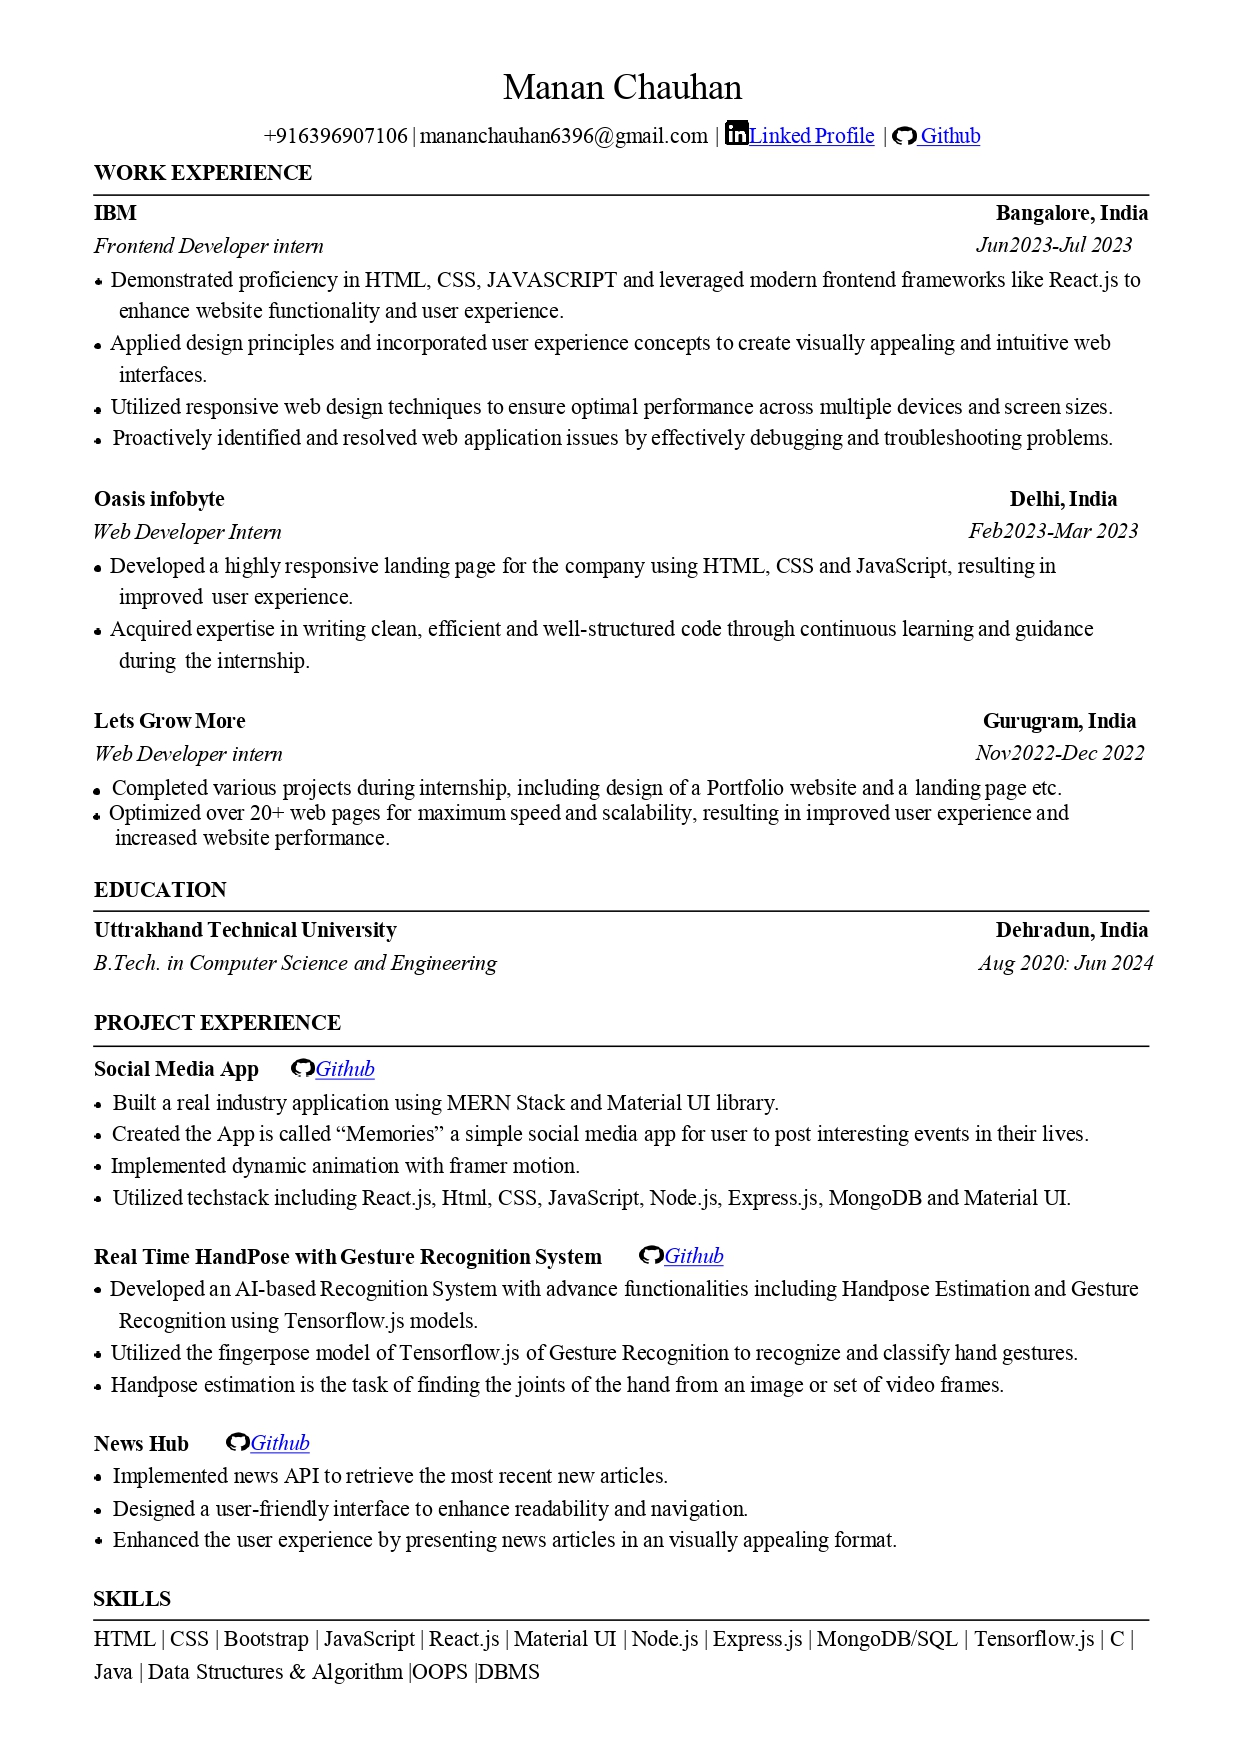 Manan Chauhan
+916396907106 | mananchauhan6396@gmail.com | Linked Profile | Github
WORK EXPERIENCE
IBM Bangalore, India
Frontend Developer intern Jun2023-Jul 2023
• Demonstrated proficiency in HTML, CSS, JAVASCRIPT and leveraged modern frontend frameworks like React.js to
enhance website functionality and user experience.
• Applied design principles and incorporated user experience concepts to create visually appealing and intuitive web
interfaces.
• Utilized responsive web design techniques to ensure optimal performance across multiple devices and screen sizes.
• Proactively identified and resolved web application issues by effectively debugging and troubleshooting problems.
Oasis infobyte Delhi, India
Web Developer Intern Feb2023-Mar 2023
• Developed a highly responsive landing page for the company using HTML, CSS and JavaScript, resulting in
improved user experience.
• Acquired expertise in writing clean, efficient and well-structured code through continuous learning and guidance
during the internship.
Lets Grow More Gurugram, India
Web Developer intern Nov2022-Dec 2022
• Completed various projects during internship, including design of a Portfolio website and a landing page etc.
• Optimized over 20+ web pages for maximum speed and scalability, resulting in improved user experience and
increased website performance.
EDUCATION
Uttrakhand Technical University Dehradun, India
B.Tech. in Computer Science and Engineering Aug 2020: Jun 2024
PROJECT EXPERIENCE
Social Media App Github
• Built a real industry application using MERN Stack and Material UI library.
• Created the App is called “Memories” a simple social media app for user to post interesting events in their lives.
• Implemented dynamic animation with framer motion.
• Utilized techstack including React.js, Html, CSS, JavaScript, Node.js, Express.js, MongoDB and Material UI.
Real Time HandPose with Gesture Recognition System Github
• Developed an AI-based Recognition System with advance functionalities including Handpose Estimation and Gesture
Recognition using Tensorflow.js models.
• Utilized the fingerpose model of Tensorflow.js of Gesture Recognition to recognize and classify hand gestures.
• Handpose estimation is the task of finding the joints of the hand from an image or set of video frames.
News Hub Github
• Implemented news API to retrieve the most recent new articles.
• Designed a user-friendly interface to enhance readability and navigation.
• Enhanced the user experience by presenting news articles in an visually appealing format.
SKILLS
HTML | CSS | Bootstrap | JavaScript | React.js | Material UI | Node.js | Express.js | MongoDB/SQL | Tensorflow.js | C |
Java | Data Structures & Algorithm |OOPS |DBMS